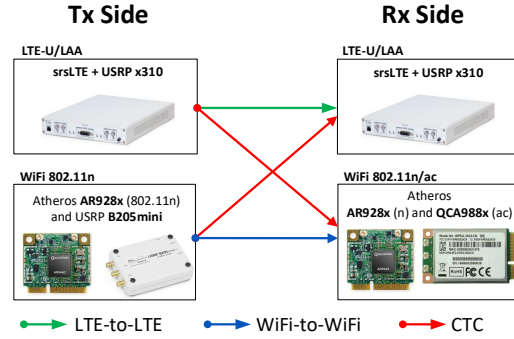 Tx Side
Rx Side
LTE-U/LAA
LTE-U/LAA
srsLTE + USRP x310
srsLTE + USRP x310
WiFi 802.11n
WiFi 802.11n/ac
Atheros AR928x (802.11n)
and USRP B205mini
Atheros
AR928x (n) and QCA988x (ac)
LTE-to-LTE
WiFi-to-WiFi
CTC